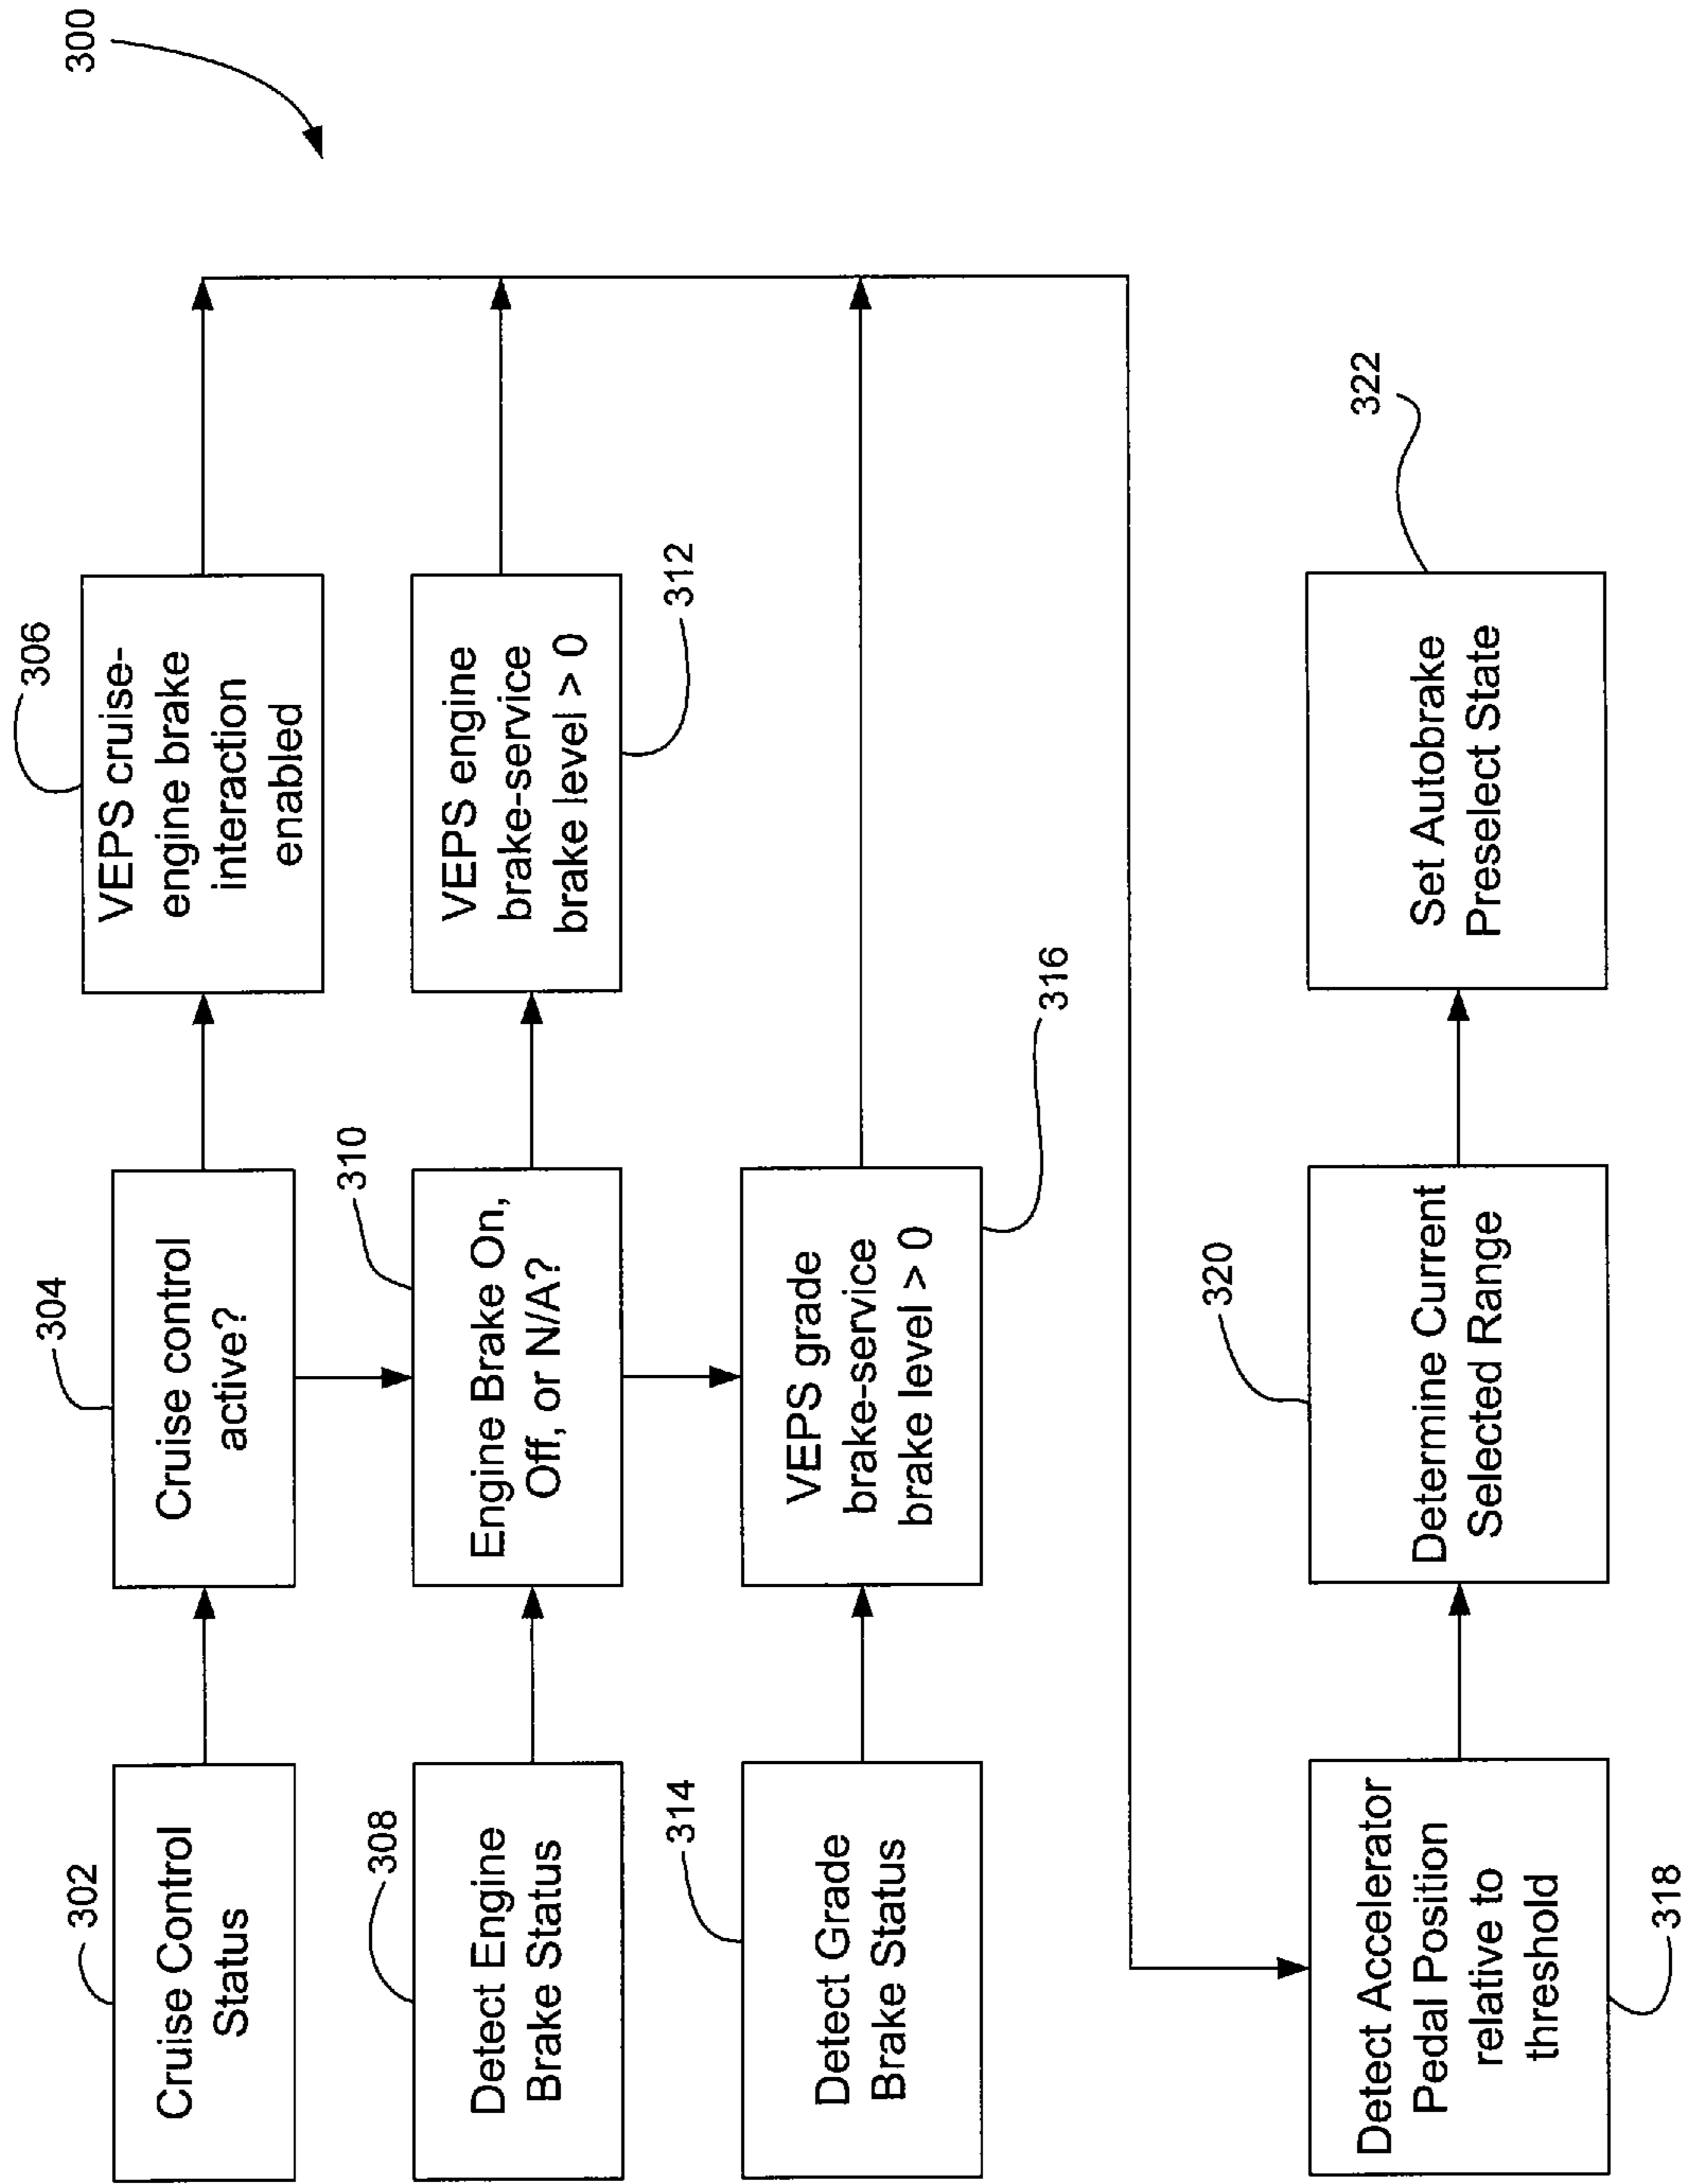 300
302
Cruise Control
Status
304
Cruise control
active?
306
VEPS cruise-
engine brake
interaction
enabled
308
Detect Engine
Brake Status
310
Engine Brake On,
Off, or N/A?
312
VEPS engine
brake-service
brake level > 0
314
Detect Grade
Brake Status
316
VEPS grade
brake-service
brake level > 0
318
Detect Accelerator
Pedal Position
relative to
threshold
320
Determine Current
Selected Range
322
Set Autobrake
Preselect State